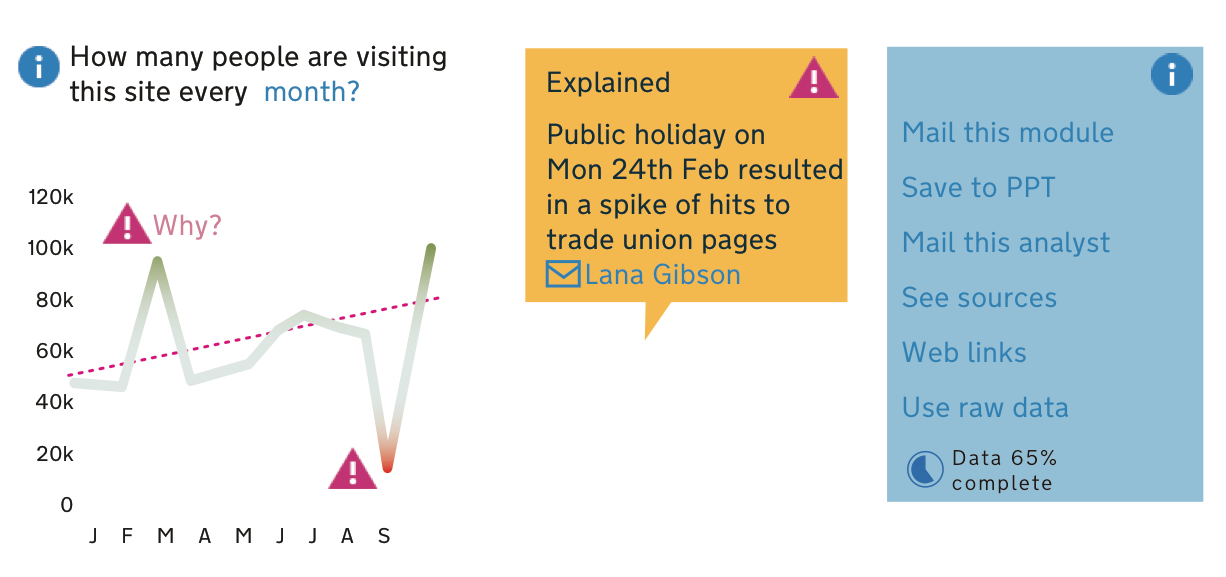 How many people are visiting
this site every month?
120k
Why?
100k
80k
60k
40k
20k
0
J F M A M J J A S
Explained
Public holiday on
Mon 24th Feb resulted
in a spike of hits to
trade union pages
Lana Gibson
Mail this module
Save to PPT
Mail this analyst
See sources
Web links
Use raw data
Data 65%
complete